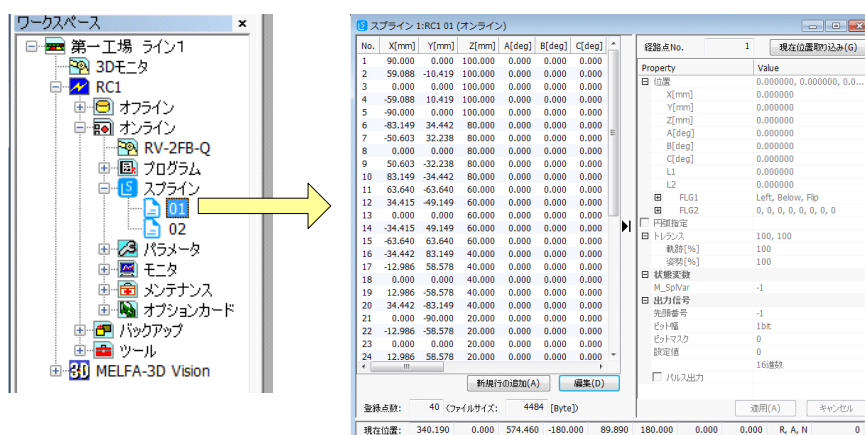 ワークスペース ×
第一工場 ライン1
3Dモニタ
RC1
オフライン
オンライン
RV-2FB-Q
プログラム
スプライン
01
02
パラメータ
モニタ
メンテナンス
オプションカード
バックアップ
ツール
MELFA-3D Vision
スプライン 1:RC1 01 (オンライン)
No. X[mm] Y[mm] Z[mm] A[deg] B[deg] C[deg]
1 90.000 0.000 100.000 0.000 0.000 0.000
2 59.088 -10.419 100.000 0.000 0.000 0.000
3 0.000 0.000 100.000 0.000 0.000 0.000
4 -59.088 10.419 100.000 0.000 0.000 0.000
5 -90.000 0.000 100.000 0.000 0.000 0.000
6 -83.149 34.442 80.000 0.000 0.000 0.000
7 -50.603 32.238 80.000 0.000 0.000 0.000
8 0.000 0.000 80.000 0.000 0.000 0.000
9 50.603 -32.238 80.000 0.000 0.000 0.000
10 83.149 -34.442 80.000 0.000 0.000 0.000
11 63.640 -63.640 60.000 0.000 0.000 0.000
12 34.415 -49.149 60.000 0.000 0.000 0.000
13 0.000 0.000 60.000 0.000 0.000 0.000
14 -34.415 49.149 60.000 0.000 0.000 0.000
15 -63.640 63.640 60.000 0.000 0.000 0.000
16 -34.442 83.149 40.000 0.000 0.000 0.000
17 -12.986 58.578 40.000 0.000 0.000 0.000
18 0.000 0.000 40.000 0.000 0.000 0.000
19 12.986 -58.578 40.000 0.000 0.000 0.000
20 34.442 -83.149 40.000 0.000 0.000 0.000
21 0.000 -90.000 20.000 0.000 0.000 0.000
22 -12.986 -58.578 20.000 0.000 0.000 0.000
23 0.000 0.000 20.000 0.000 0.000 0.000
24 12.986 58.578 20.000 0.000 0.000 0.000
新規行の追加(A) 編集(D)
登録点数: 40 (ファイルサイズ: 4484 [Byte])
経路点No. 1 現在位置取り込み(G)
Property Value
位置 0.000000, 0.000000, 0.0...
X[mm] 0.000000
Y[mm] 0.000000
Z[mm] 0.000000
A[deg] 0.000000
B[deg] 0.000000
C[deg] 0.000000
L1 0.000000
L2 0.000000
FLG1 Left, Below, Flip
FLG2 0, 0, 0, 0, 0, 0, 0, 0
円弧指定
トレランス 100, 100
軌跡[%] 100
姿勢[%] 100
状態変数
M_SplVar -1
出力信号
先頭番号 -1
ビット幅 1bit
ビットマスク 0
設定値 0
16進数
パルス出力
適用(A) キャンセル
現在位置: 340.190 0.000 574.460 -180.000 89.890 180.000 0.000 0.000 R, A, N 0